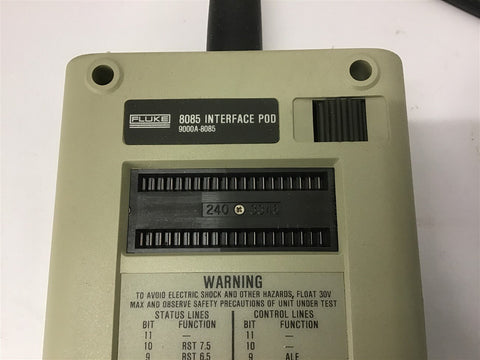 FLUKE
8085 INTERFACE POD
9000A-8085
240
WARNING
TO AVOID ELECTRIC SHOCK AND OTHER HAZARDS, FLOAT 30V
MAX AND OBSERVE SAFETY PRECAUTIONS OF UNIT UNDER TEST
STATUS LINES CONTROL LINES
BIT FUNCTION BIT FUNCTION
11 — 11 —
10 RST 7.5 10 —
9 RST 6.5 9 ALE